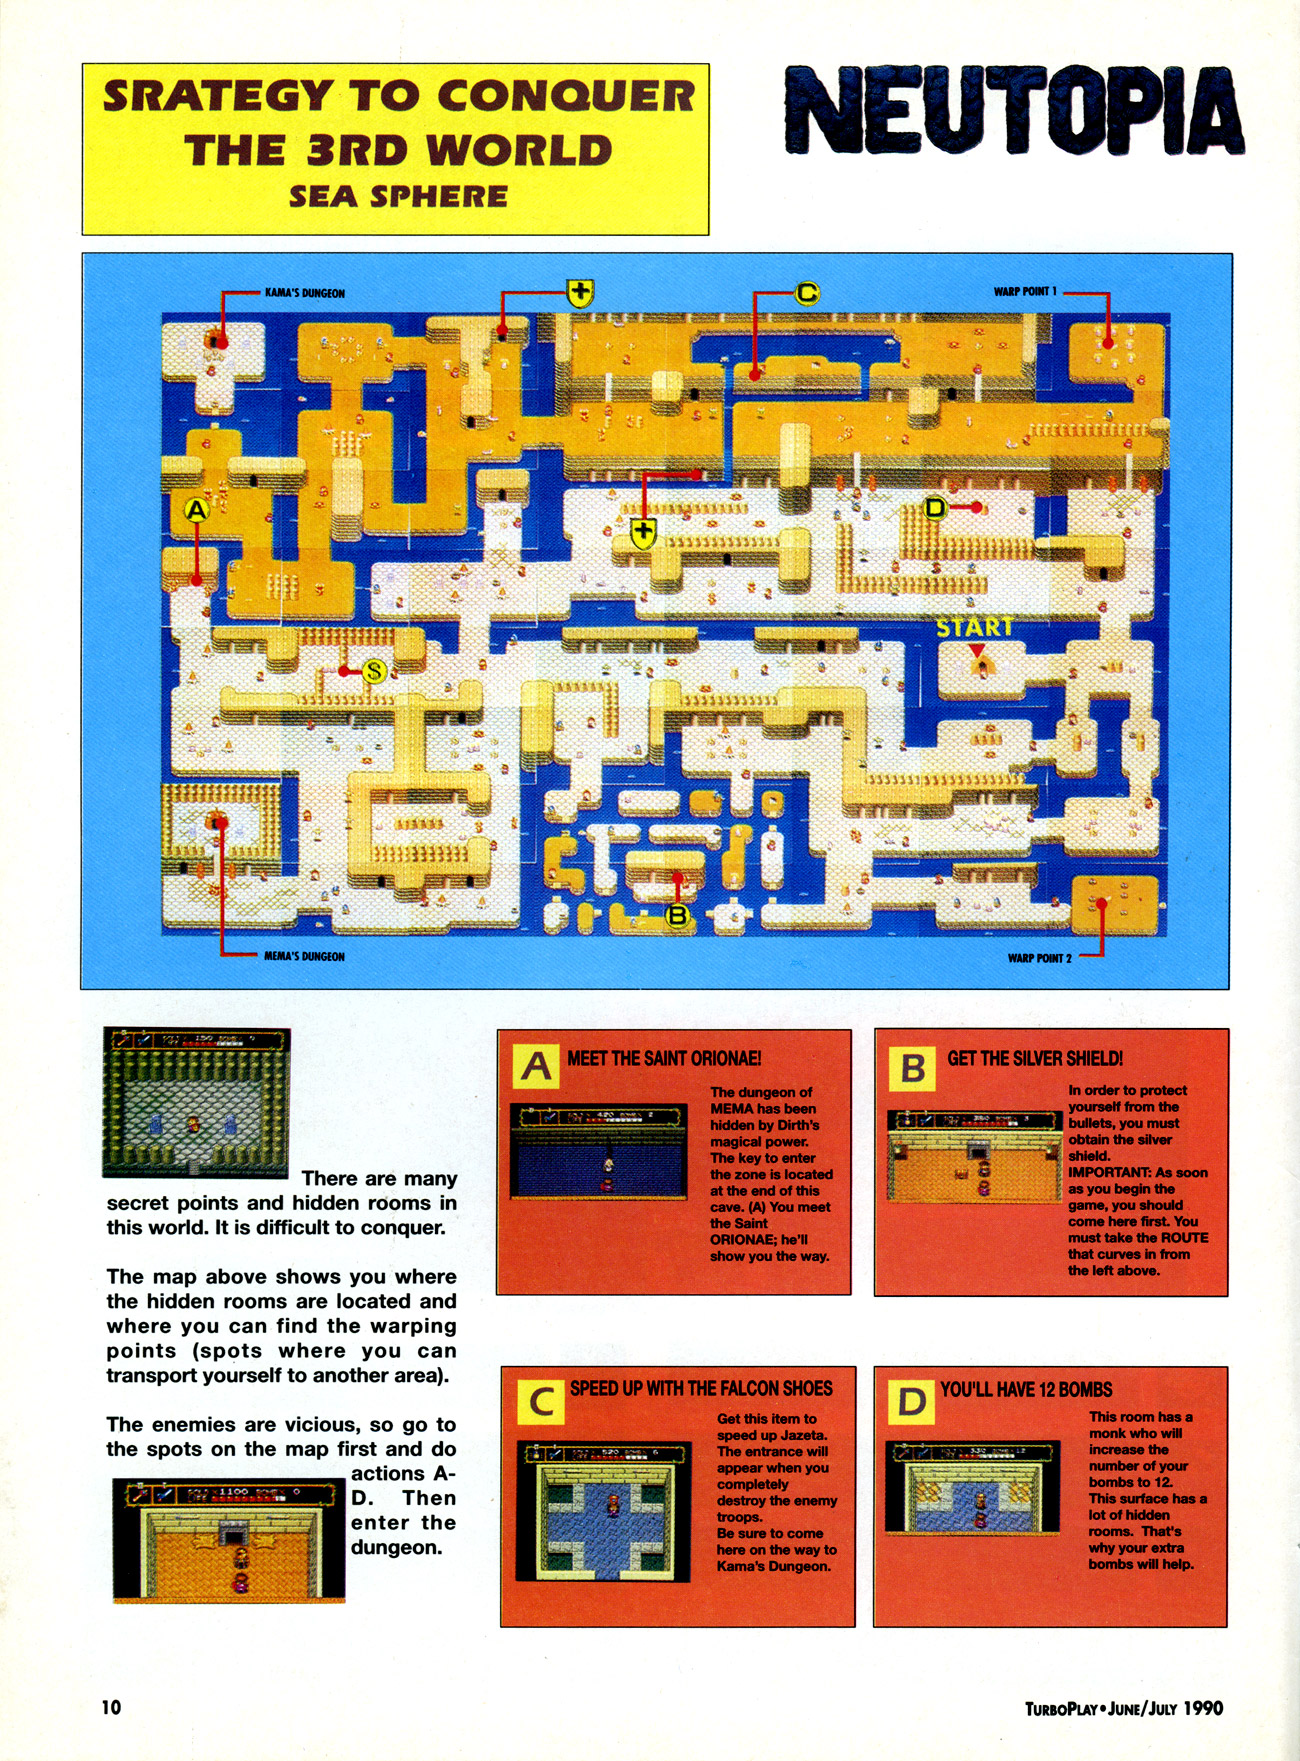 SRATEGY TO CONQUER
THE 3RD WORLD
SEA SPHERE
NEUTOPIA
KAMA'S DUNGEON
C
WARP POINT 1
A
D
START
S
B
MEMA'S DUNGEON
WARP POINT 2
There are many
secret points and hidden rooms in
this world. It is difficult to conquer.
The map above shows you where
the hidden rooms are located and
where you can find the warping
points (spots where you can
transport yourself to another area).
The enemies are vicious, so go to
the spots on the map first and do
actions A-
D. Then
enter the
dungeon.
A MEET THE SAINT ORIONAE!
The dungeon of
MEMA has been
hidden by Dirth's
magical power.
The key to enter
the zone is located
at the end of this
cave. (A) You meet
the Saint
ORIONAE; he'll
show you the way.
B GET THE SILVER SHIELD!
In order to protect
yourself from the
bullets, you must
obtain the silver
shield.
IMPORTANT: As soon
as you begin the
game, you should
come here first. You
must take the ROUTE
that curves in from
the left above.
C SPEED UP WITH THE FALCON SHOES
Get this item to
speed up Jazeta.
The entrance will
appear when you
completely
destroy the enemy
troops.
Be sure to come
here on the way to
Kama's Dungeon.
D YOU'LL HAVE 12 BOMBS
This room has a
monk who will
increase the
number of your
bombs to 12.
This surface has a
lot of hidden
rooms. That's
why your extra
bombs will help.
10
TURBOPLAY•JUNE/JULY 1990